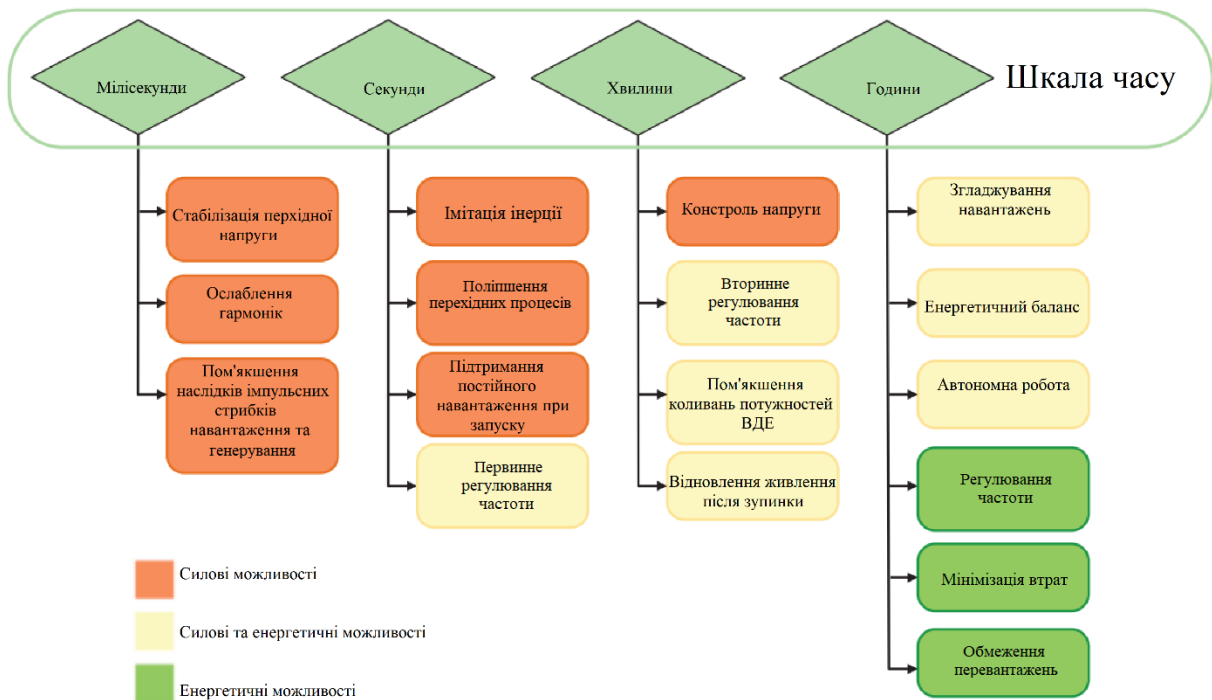 Шкала часу
Мілісекунди
Секунди
Хвилини
Години
Стабілізація перхідної
напруги
Ослаблення
гармонік
Пом'якшення
наслідків імпульсних
стрибків
навантаження та
генерування
Імітація інерції
Поліпшення
перехідних процесів
Підтримання
постійного
навантаження при
запуску
Первинне
регулювання
частоти
Констроль напруги
Вторинне
регулювання
частоти
Пом'якшення
коливань потужностей
ВДЕ
Відновлення живлення
після зупинки
Згладжування
навантажень
Енергетичний баланс
Автономна робота
Регулювання
частоти
Мінімізація втрат
Обмеження
перевантажень
Силові можливості
Силові та енергетичні можливості
Енергетичні можливості